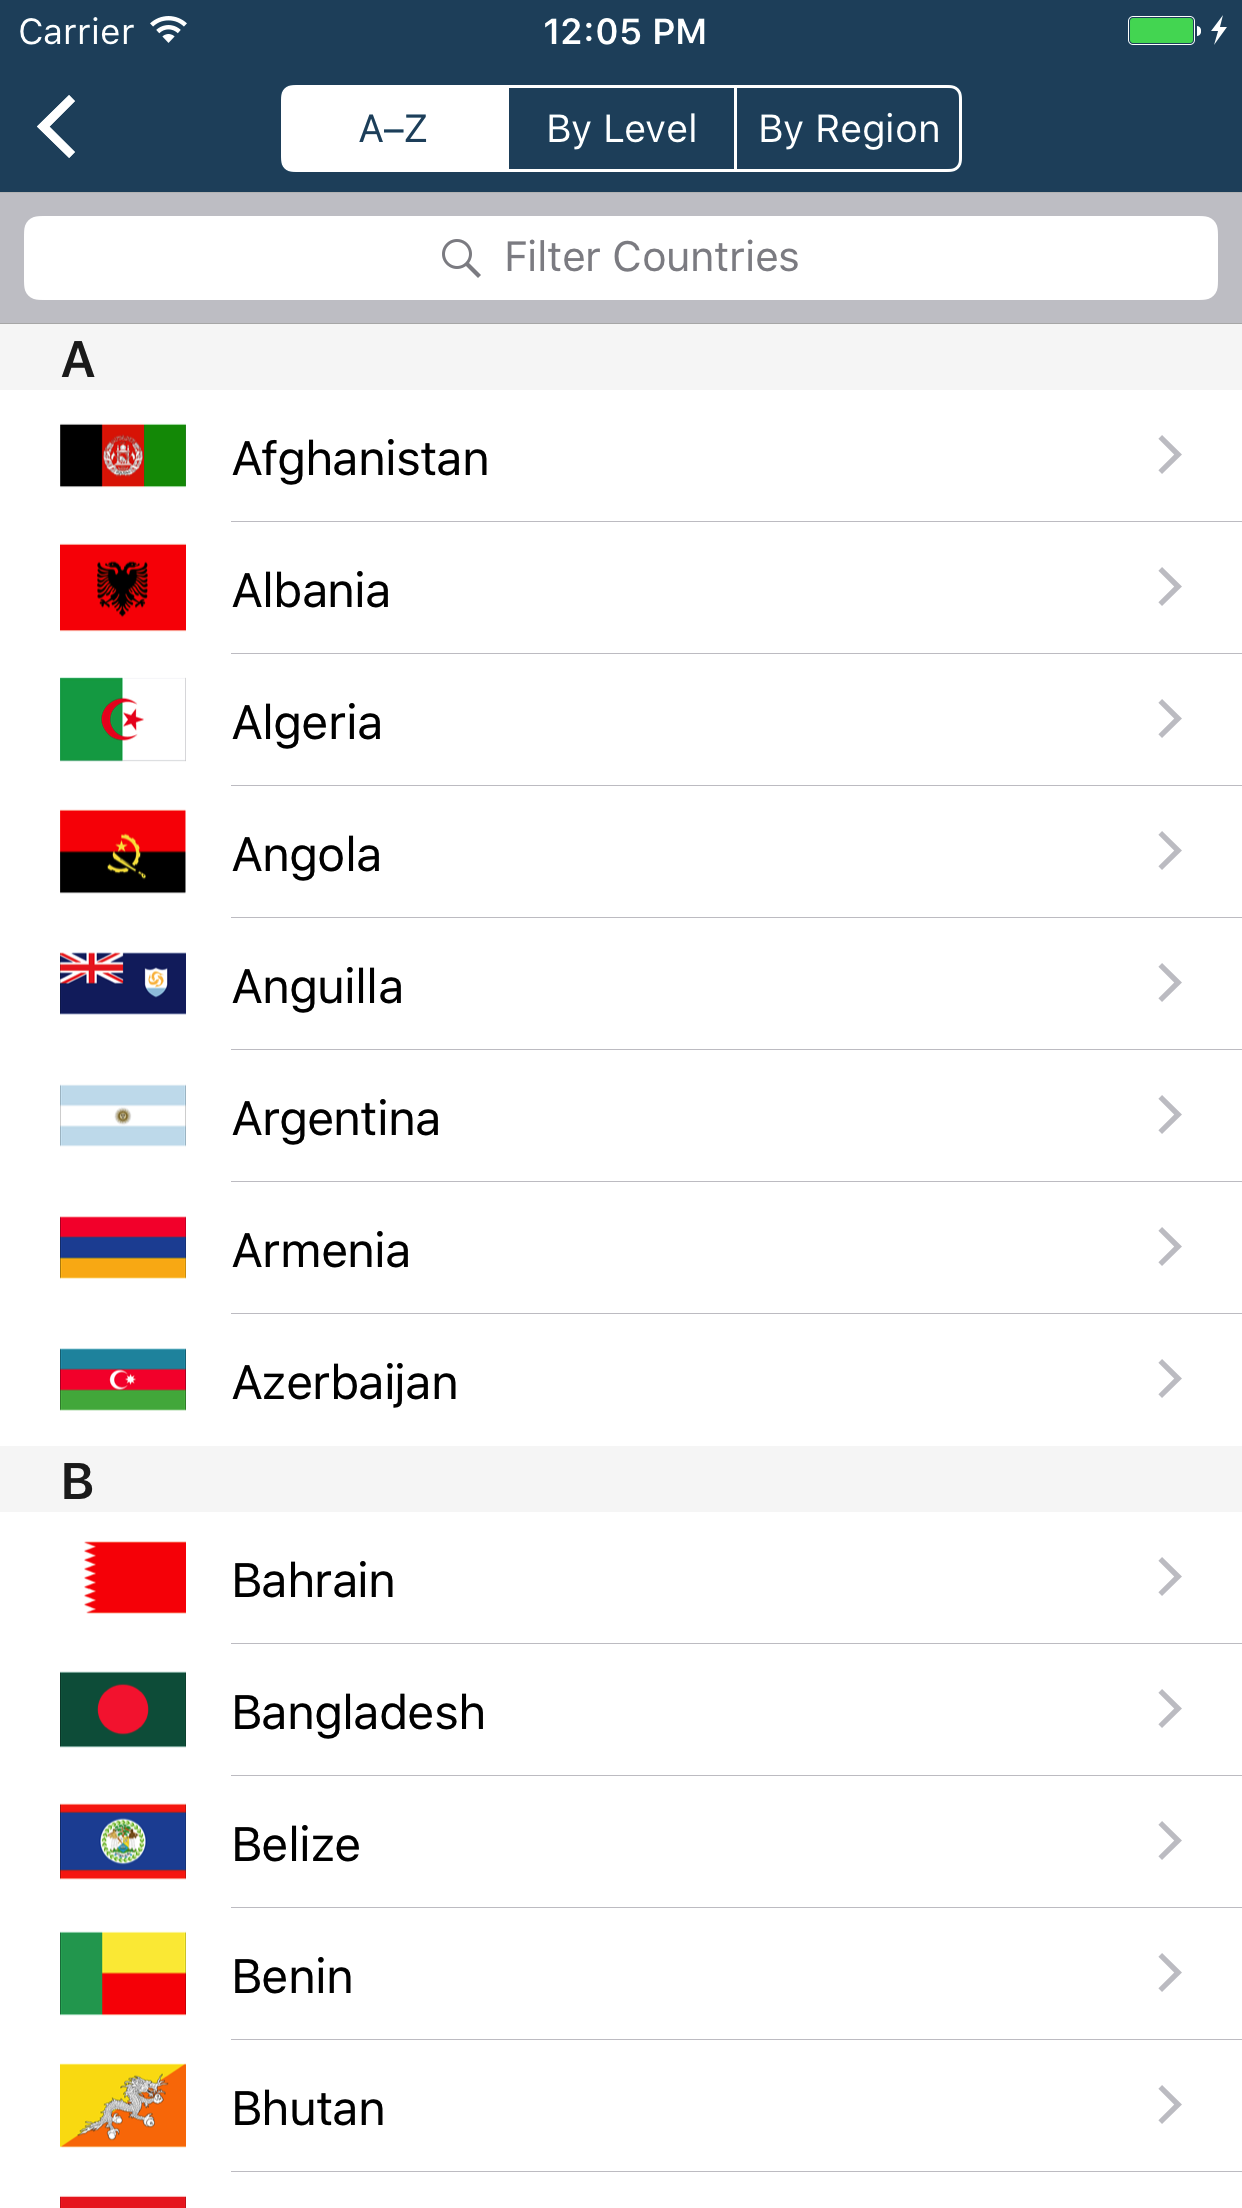 Carrier 12:05 PM
A–Z By Level By Region
Filter Countries
A
Afghanistan
Albania
Algeria
Angola
Anguilla
Argentina
Armenia
Azerbaijan
B
Bahrain
Bangladesh
Belize
Benin
Bhutan